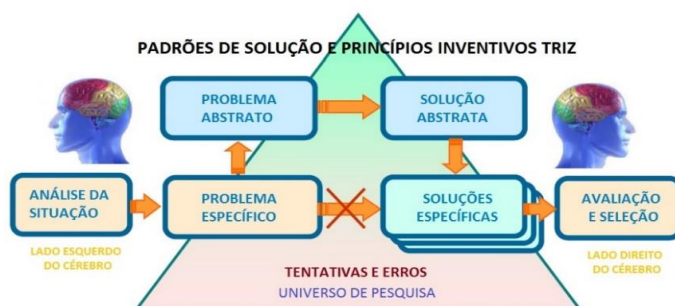 PADRÕES DE SOLUÇÃO E PRINCÍPIOS INVENTIVOS TRIZ
PROBLEMA
ABSTRATO
SOLUÇÃO
ABSTRATA
ANÁLISE DA
SITUAÇÃO
PROBLEMA
ESPECÍFICO
SOLUÇÕES
ESPECÍFICAS
AVALIAÇÃO
E SELEÇÃO
LADO ESQUERDO
DO CÉREBRO
TENTATIVAS E ERROS
UNIVERSO DE PESQUISA
LADO DIREITO
DO CÉREBRO